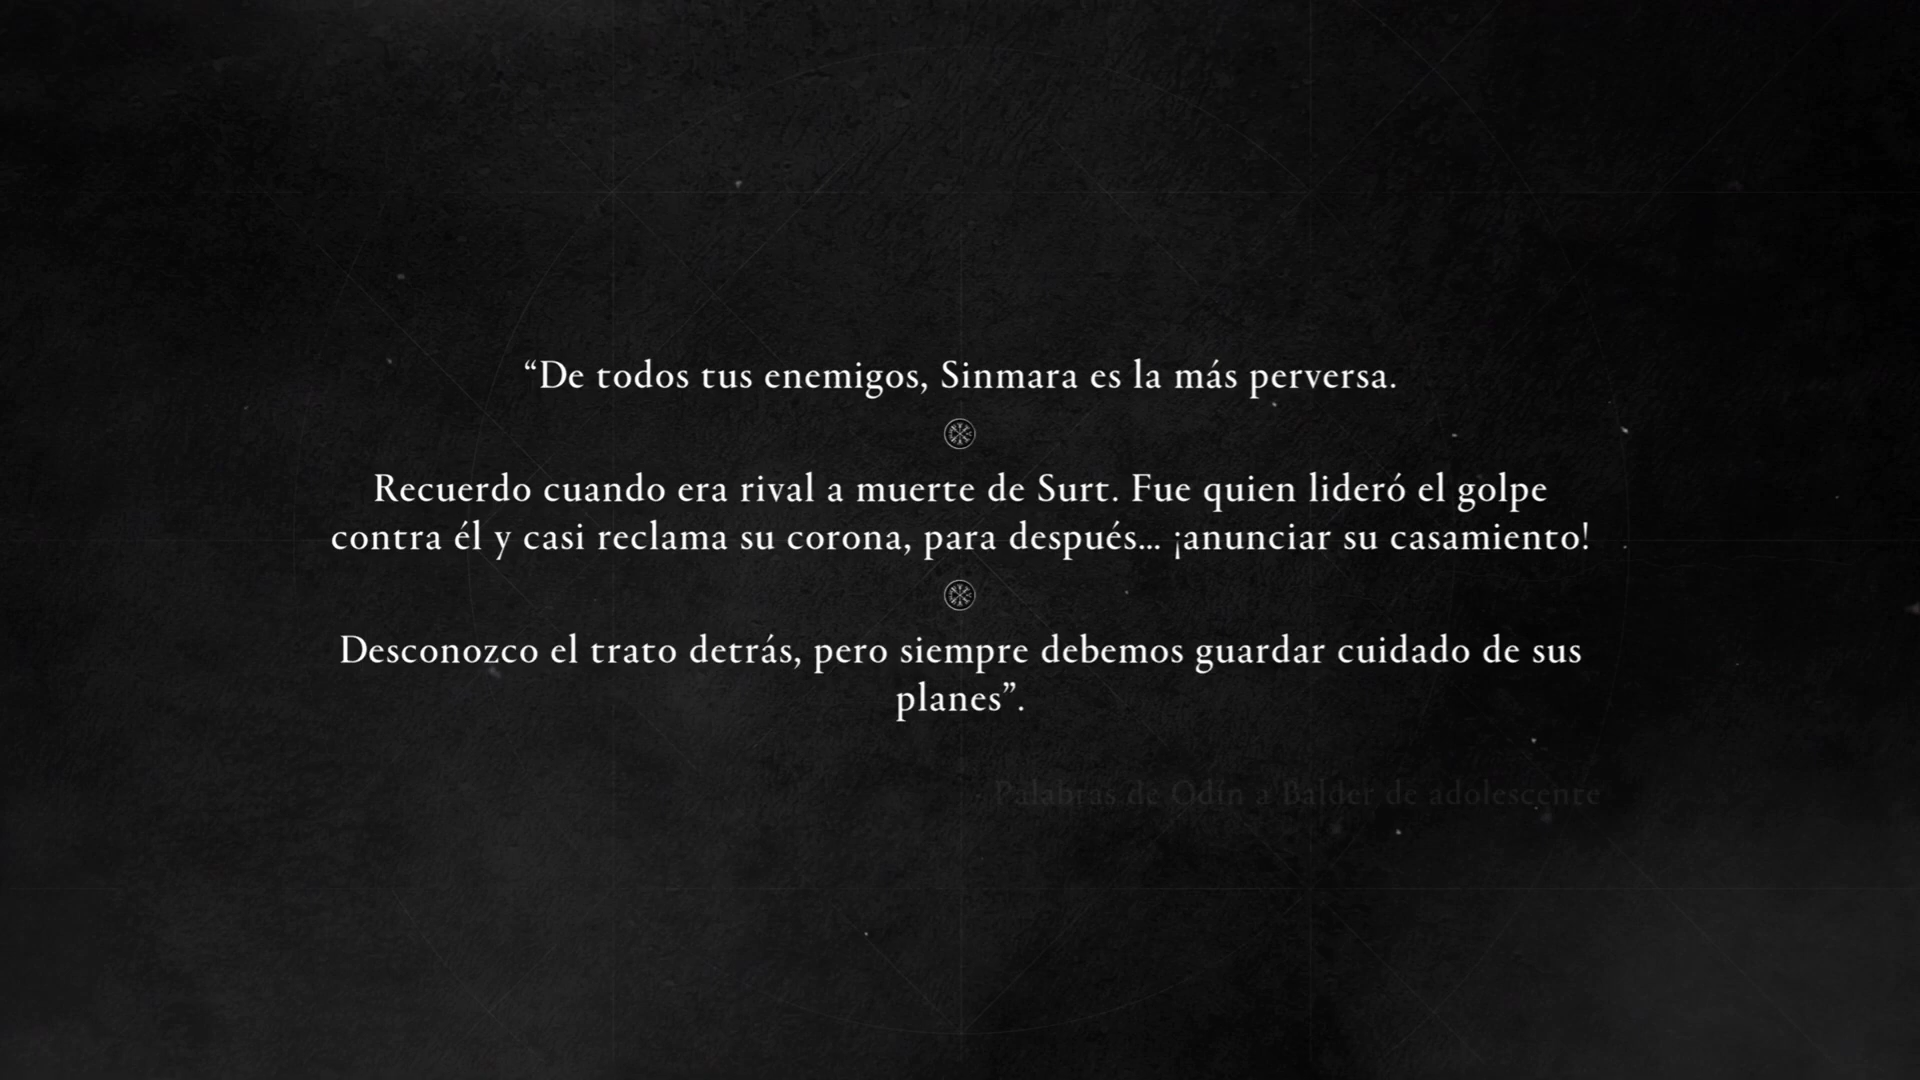 “De todos tus enemigos, Sinmara es la más perversa.
Recuerdo cuando era rival a muerte de Surt. Fue quien lideró el golpe
contra él y casi reclama su corona, para después... ¡anunciar su casamiento!
Desconozco el trato detrás, pero siempre debemos guardar cuidado de sus
planes”.
Palabras de Odín a Balder de adolescente